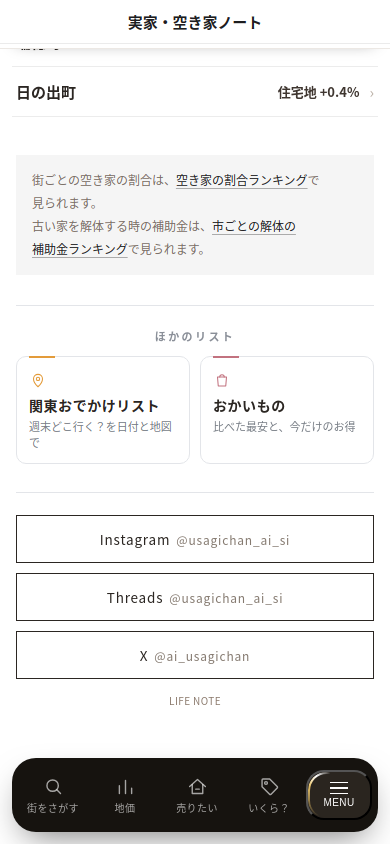 実家・空き家ノート
日の出町
住宅地 +0.4% ›
街ごとの空き家の割合は、空き家の割合ランキングで
見られます。
古い家を解体する時の補助金は、市ごとの解体の
補助金ランキングで見られます。
ほかのリスト
関東おでかけリスト
週末どこ行く？を日付と地図
で
おかいもの
比べた最安と、今だけのお得
Instagram @usagichan_ai_si
Threads @usagichan_ai_si
X @ai_usagichan
LIFE NOTE
街をさがす
地価
売りたい
いくら？
MENU